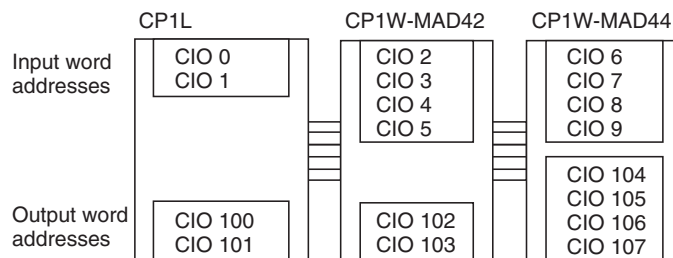 CP1L
CP1W-MAD42
CP1W-MAD44
Input word
addresses
CIO 0
CIO 1
CIO 2
CIO 3
CIO 4
CIO 5
CIO 6
CIO 7
CIO 8
CIO 9
Output word
addresses
CIO 100
CIO 101
CIO 102
CIO 103
CIO 104
CIO 105
CIO 106
CIO 107